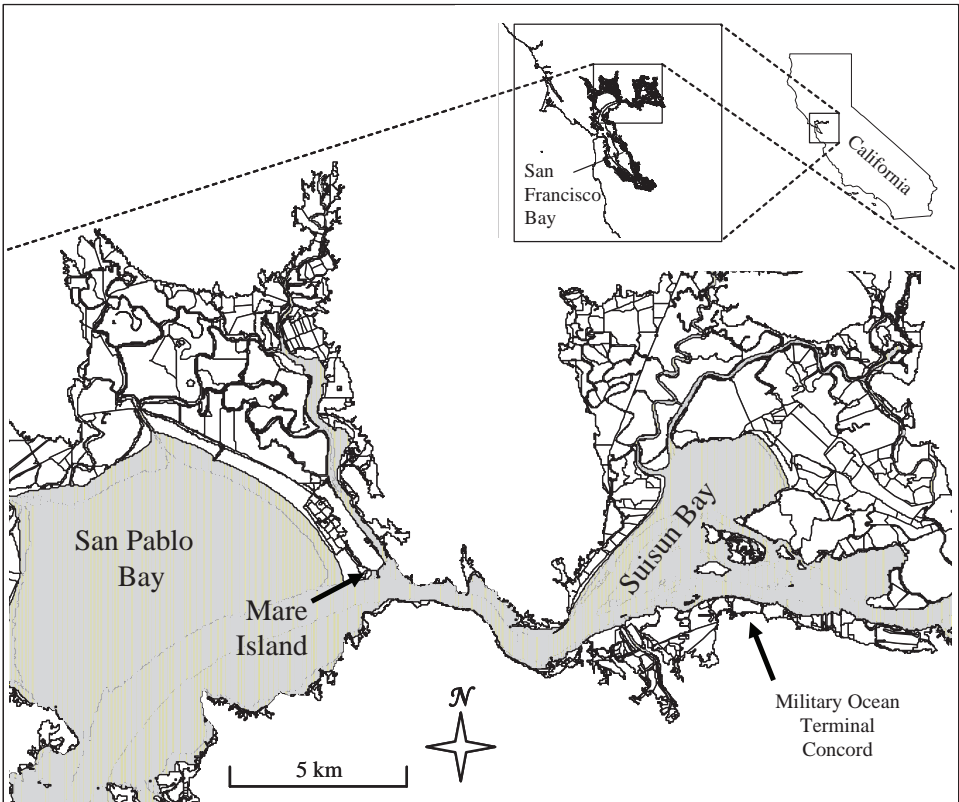 San
Francisco
Bay
California
San Pablo
Bay
Mare
Island
Suisun Bay
Military Ocean
Terminal
Concord
N
5 km